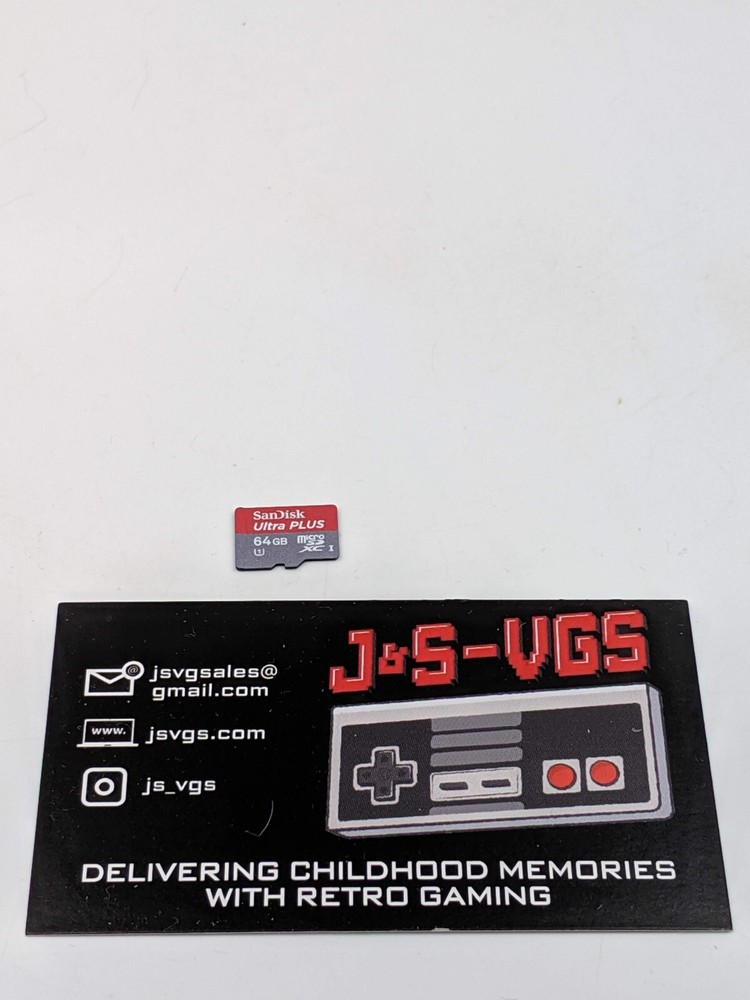 SanDisk
Ultra PLUS
64GB micro
1 SD
XC I
J&S-VGS
jsvgsales@
gmail.com
www. jsvgs.com
js_vgs
DELIVERING CHILDHOOD MEMORIES
WITH RETRO GAMING